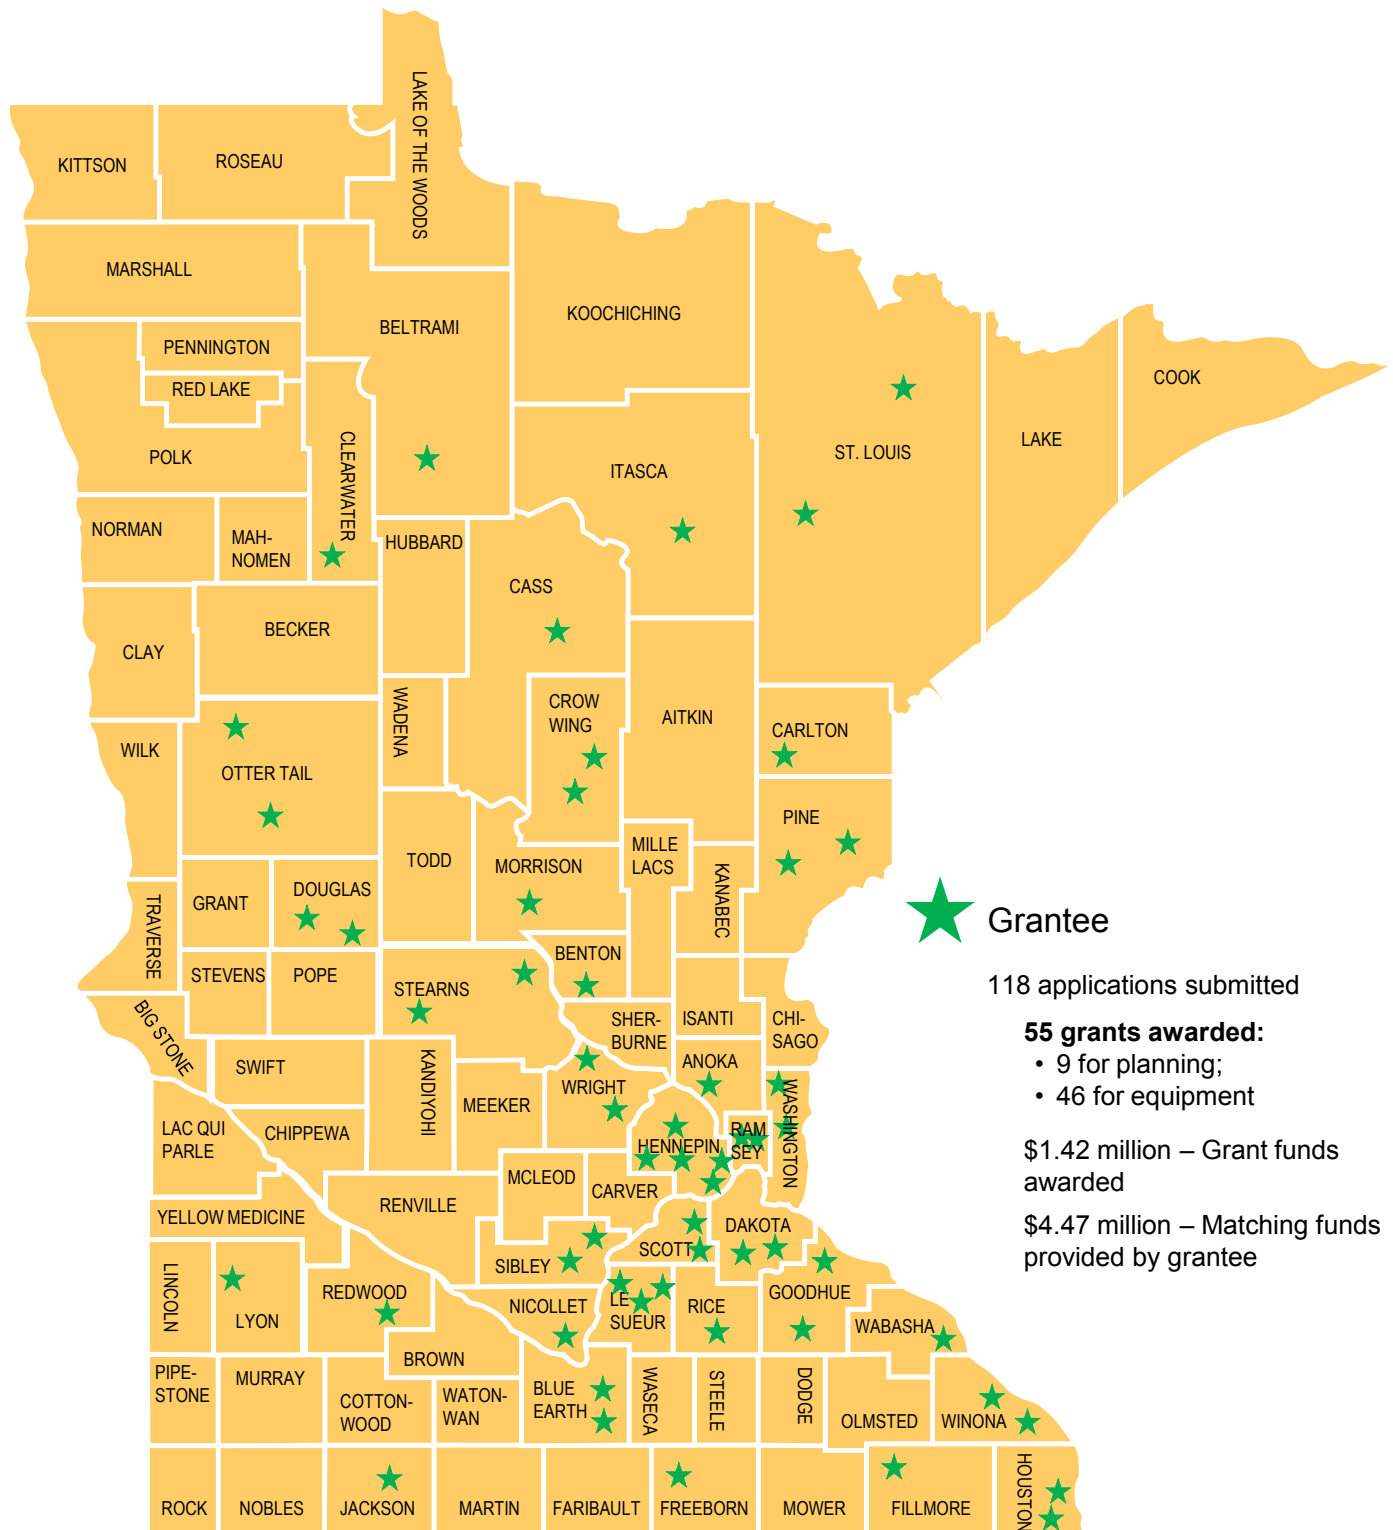 LAKE OF THE WOODS
KITTSON
ROSEAU
MARSHALL
KOOCHICHING
BELTRAMI
PENNINGTON
RED LAKE
COOK
POLK
CLEARWATER
ITASCA
ST. LOUIS
LAKE
NORMAN
MAH-
NOMEN
HUBBARD
CASS
BECKER
CLAY
WADENA
CROW
WING
AITKIN
CARLTON
WILK
OTTER TAIL
PINE
TODD
MORRISON
MILLE
LACS
KANABEC
TRAVERSE
GRANT
DOUGLAS
STEVENS
POPE
STEARNS
BENTON
BIG STONE
SHER-
BURNE
ISANTI
CHI-
SAGO
SWIFT
KANDIYOHI
ANOKA
WRIGHT
MEEKER
WASHINGTON
LAC QUI
PARLE
CHIPPEWA
HENNEPIN
RAM
SEY
MCLEOD
CARVER
RENVILLE
YELLOW MEDICINE
DAKOTA
SCOTT
SIBLEY
LINCOLN
LYON
REDWOOD
NICOLLET
LE
SUEUR
RICE
GOODHUE
WABASHA
BROWN
PIPE-
STONE
MURRAY
COTTON-
WOOD
WATON-
WAN
BLUE
EARTH
WASECA
STEELE
DODGE
OLMSTED
WINONA
ROCK
NOBLES
JACKSON
MARTIN
FARIBAULT
FREEBORN
MOWER
FILLMORE
HOUSTON
Grantee
118 applications submitted
55 grants awarded:
• 9 for planning;
• 46 for equipment
$1.42 million – Grant funds
awarded
$4.47 million – Matching funds
provided by grantee